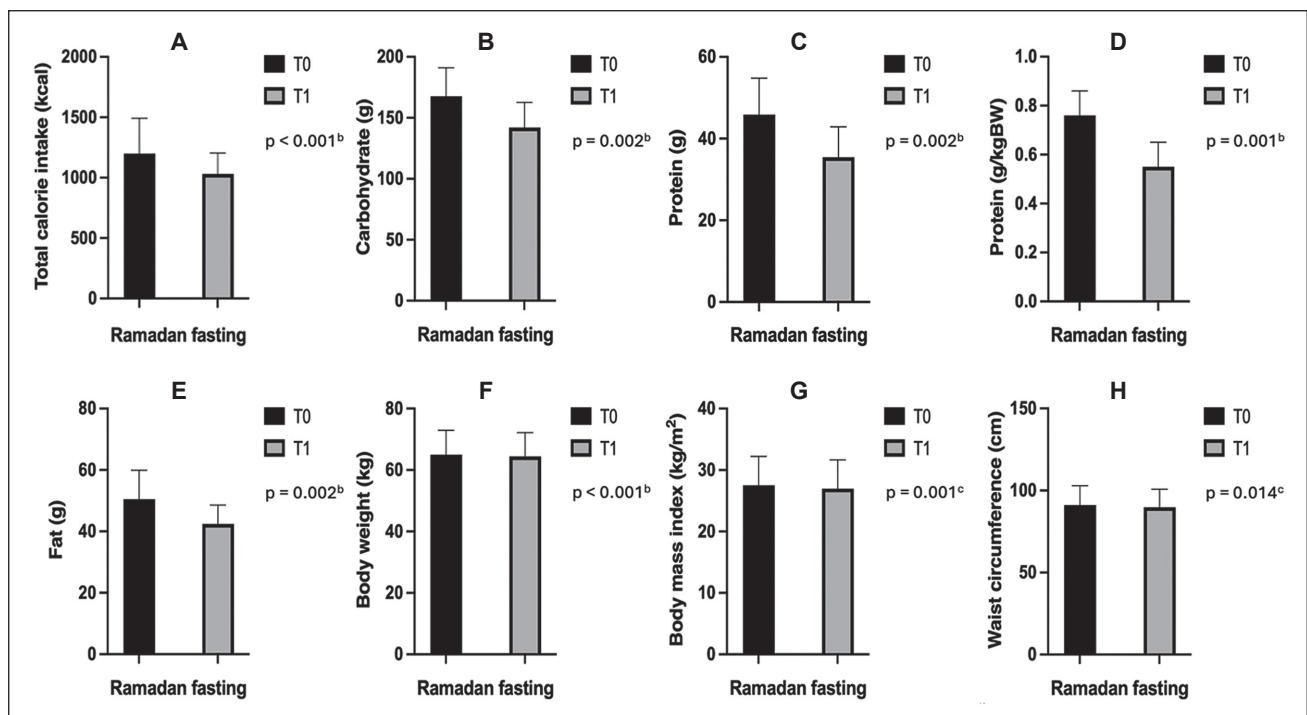 A
Total calorie intake (kcal)
2000
1500
1000
500
0
T0
T1
p < 0.001ᵇ
Ramadan fasting
B
Carbohydrate (g)
200
150
100
50
0
T0
T1
p = 0.002ᵇ
Ramadan fasting
C
Protein (g)
60
40
20
0
T0
T1
p = 0.002ᵇ
Ramadan fasting
D
Protein (g/kgBW)
1.0
0.8
0.6
0.4
0.2
0.0
T0
T1
p = 0.001ᵇ
Ramadan fasting
E
Fat (g)
80
60
40
20
0
T0
T1
p = 0.002ᵇ
Ramadan fasting
F
Body weight (kg)
80
60
40
20
0
T0
T1
p < 0.001ᵇ
Ramadan fasting
G
Body mass index (kg/m²)
40
30
20
10
0
T0
T1
p = 0.001ᶜ
Ramadan fasting
H
Waist circumference (cm)
150
100
50
0
T0
T1
p = 0.014ᶜ
Ramadan fasting